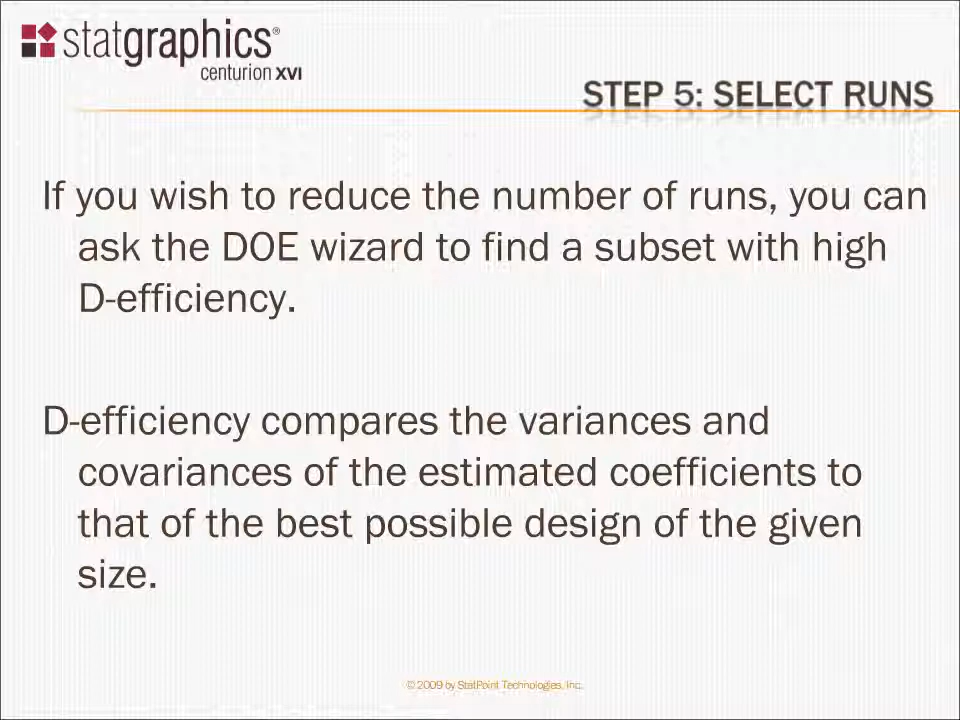 statgraphics®
centurion XVI
STEP 5: SELECT RUNS
If you wish to reduce the number of runs, you can
ask the DOE wizard to find a subset with high
D-efficiency.
D-efficiency compares the variances and
covariances of the estimated coefficients to
that of the best possible design of the given
size.
© 2009 by StatPoint Technologies, Inc.